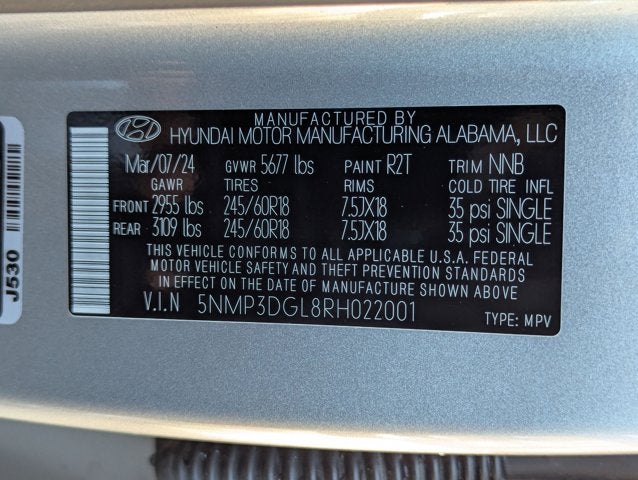 MANUFACTURED BY
HYUNDAI MOTOR MANUFACTURING ALABAMA, LLC
Mar/07/24 GVWR 5677 lbs PAINT R2T TRIM NNB
GAWR TIRES RIMS COLD TIRE INFL
FRONT 2955 lbs 245/60R18 7.5JX18 35 psi SINGLE
REAR 3109 lbs 245/60R18 7.5JX18 35 psi SINGLE
THIS VEHICLE CONFORMS TO ALL APPLICABLE U.S.A. FEDERAL
MOTOR VEHICLE SAFETY AND THEFT PREVENTION STANDARDS
IN EFFECT ON THE DATE OF MANUFACTURE SHOWN ABOVE
V.I.N 5NMP3DGL8RH022001
TYPE: MPV
J530